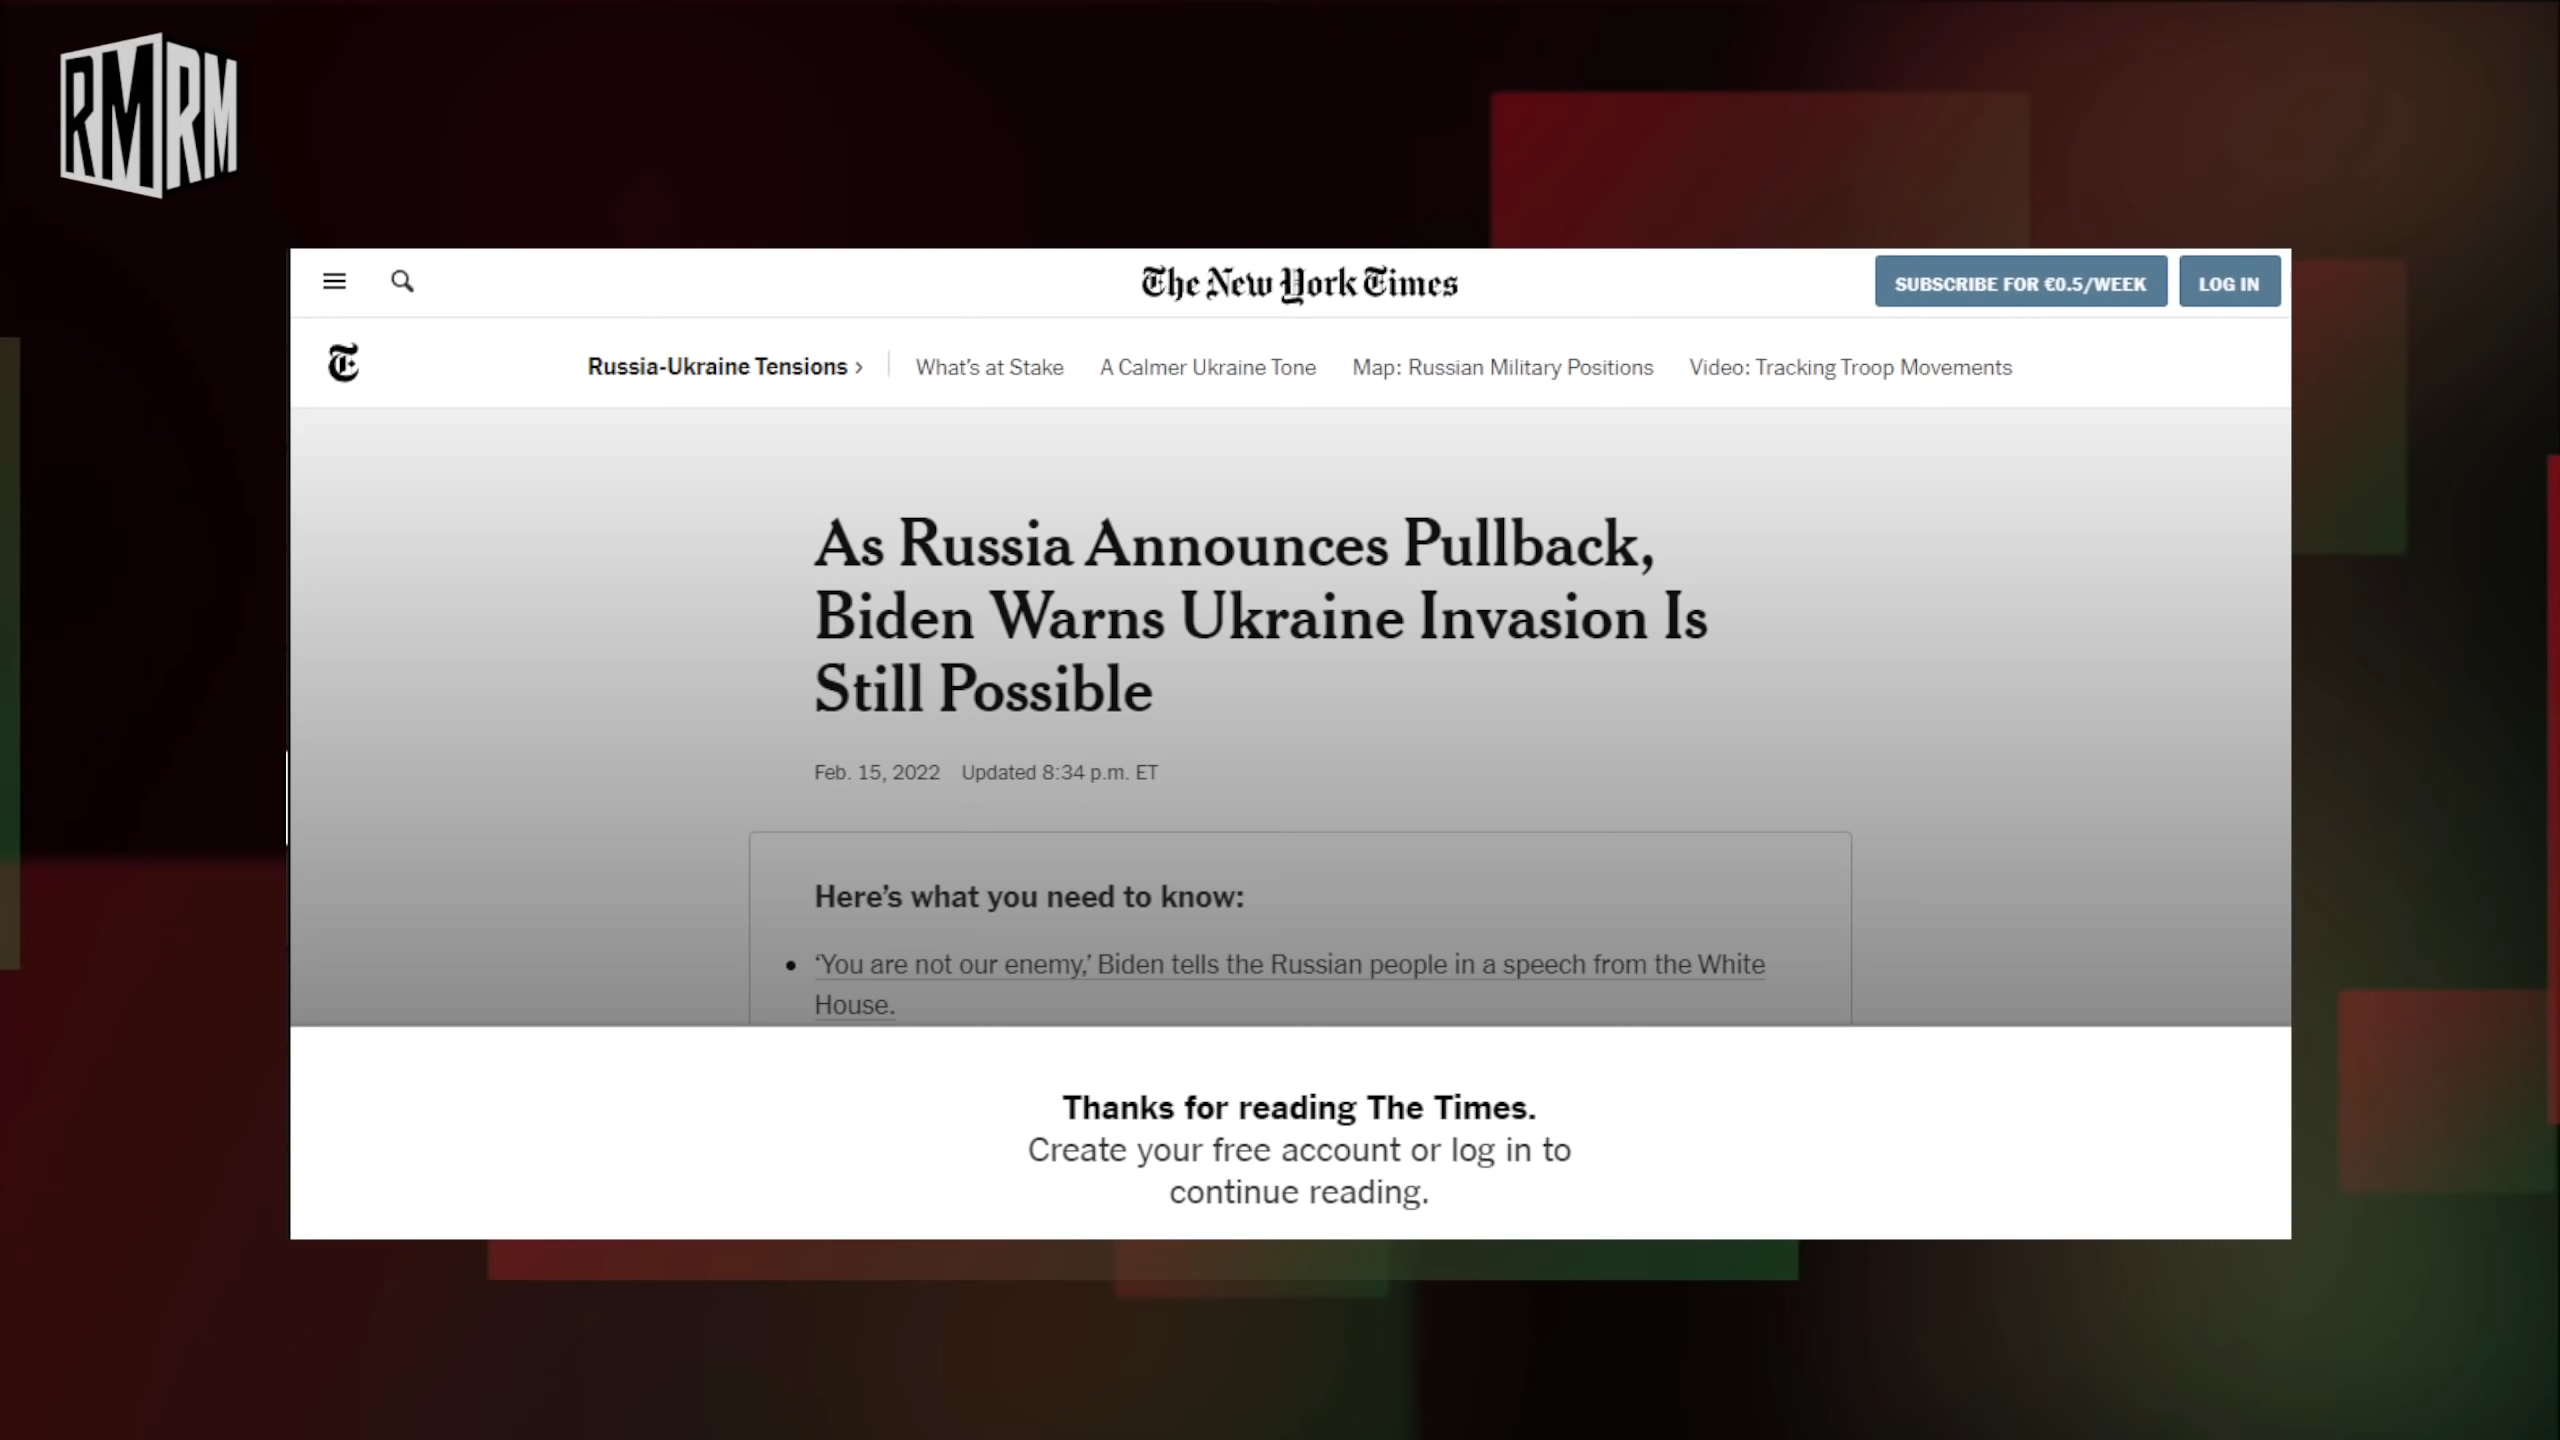 RMRM
The New York Times
SUBSCRIBE FOR €0.5/WEEK
LOG IN
T
Russia-Ukraine Tensions ›
What's at Stake
A Calmer Ukraine Tone
Map: Russian Military Positions
Video: Tracking Troop Movements
As Russia Announces Pullback,
Biden Warns Ukraine Invasion Is
Still Possible
Feb. 15, 2022 Updated 8:34 p.m. ET
Here's what you need to know:
• ‘You are not our enemy,’ Biden tells the Russian people in a speech from the White
House.
Thanks for reading The Times.
Create your free account or log in to
continue reading.